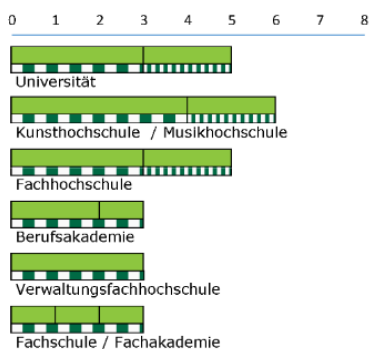 0 1 2 3 4 5 6 7 8
Universität
Kunsthochschule / Musikhochschule
Fachhochschule
Berufsakademie
Verwaltungsfachhochschule
Fachschule / Fachakademie